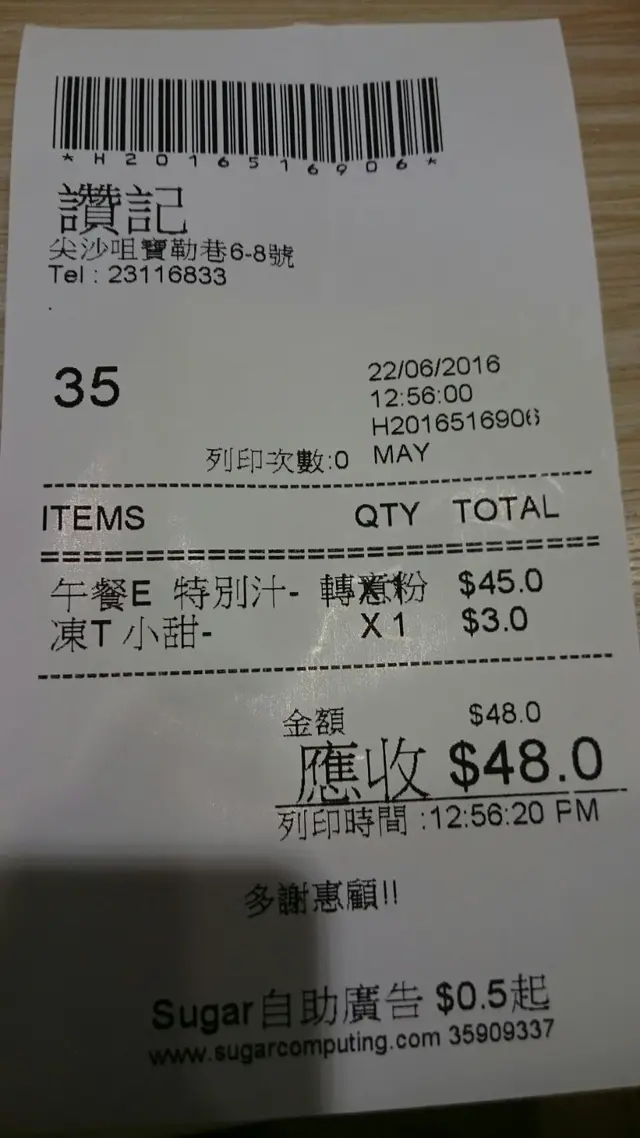 *H2016516906*
讚記
尖沙咀寶勒巷6-8號
Tel : 23116833
35
22/06/2016
12:56:00
H2016516906
列印次數:0 MAY
ITEMS QTY TOTAL
午餐E 特別汁- 轉意粉 X 1 $45.0
凍T 小甜- X 1 $3.0
金額 $48.0
應收 $48.0
列印時間 :12:56:20 PM
多謝惠顧!!
Sugar自助廣告 $0.5起
www.sugarcomputing.com 35909337